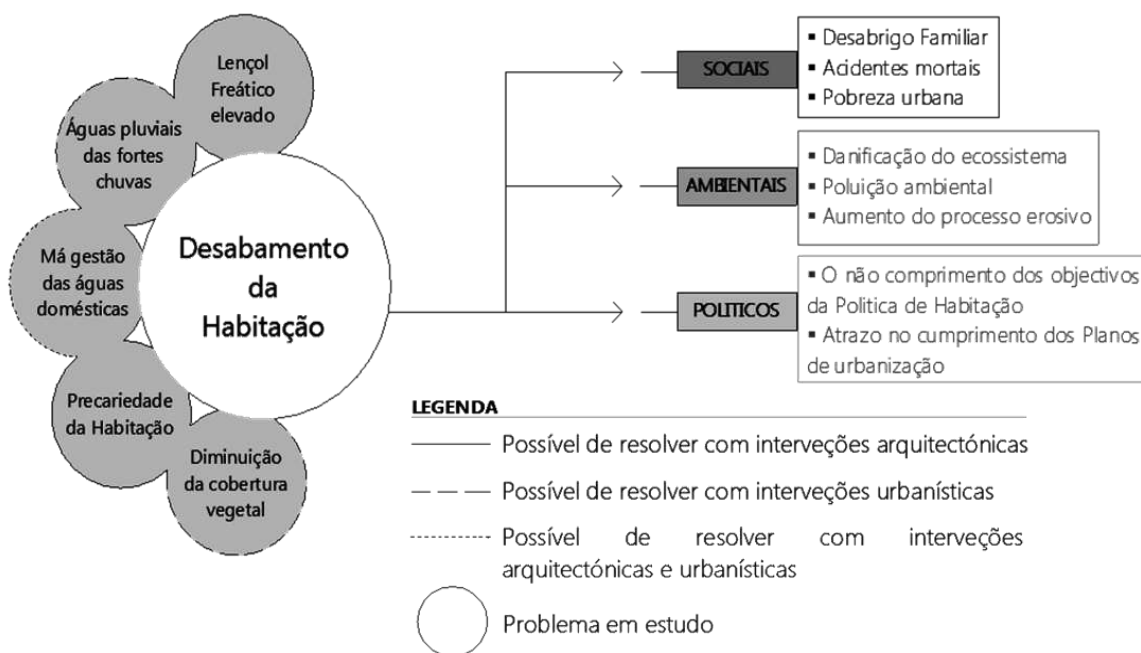 Lençol
Freático
elevado
Águas pluviais
das fortes
chuvas
Má gestão
das águas
domésticas
Precariedade
da Habitação
Diminuição
da cobertura
vegetal
Desabamento
da
Habitação
SOCIAIS
▪ Desabrigo Familiar
▪ Acidentes mortais
▪ Pobreza urbana
AMBIENTAIS
▪ Danificação do ecossistema
▪ Poluição ambiental
▪ Aumento do processo erosivo
POLITICOS
▪ O não comprimento dos objectivos
da Politica de Habitação
▪ Atrazo no cumprimento dos Planos
de urbanização
LEGENDA
Possível de resolver com interveções arquitectónicas
Possível de resolver com interveções urbanísticas
Possível de resolver com interveções
arquitectónicas e urbanísticas
Problema em estudo